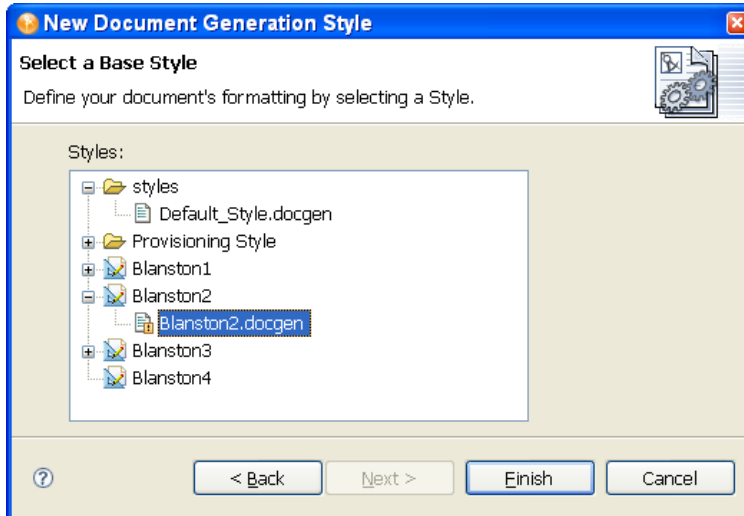 New Document Generation Style
Select a Base Style
Define your document's formatting by selecting a Style.
Styles:
styles
Default_Style.docgen
Provisioning Style
Blanston1
Blanston2
Blanston2.docgen
Blanston3
Blanston4
< Back
Next >
Finish
Cancel